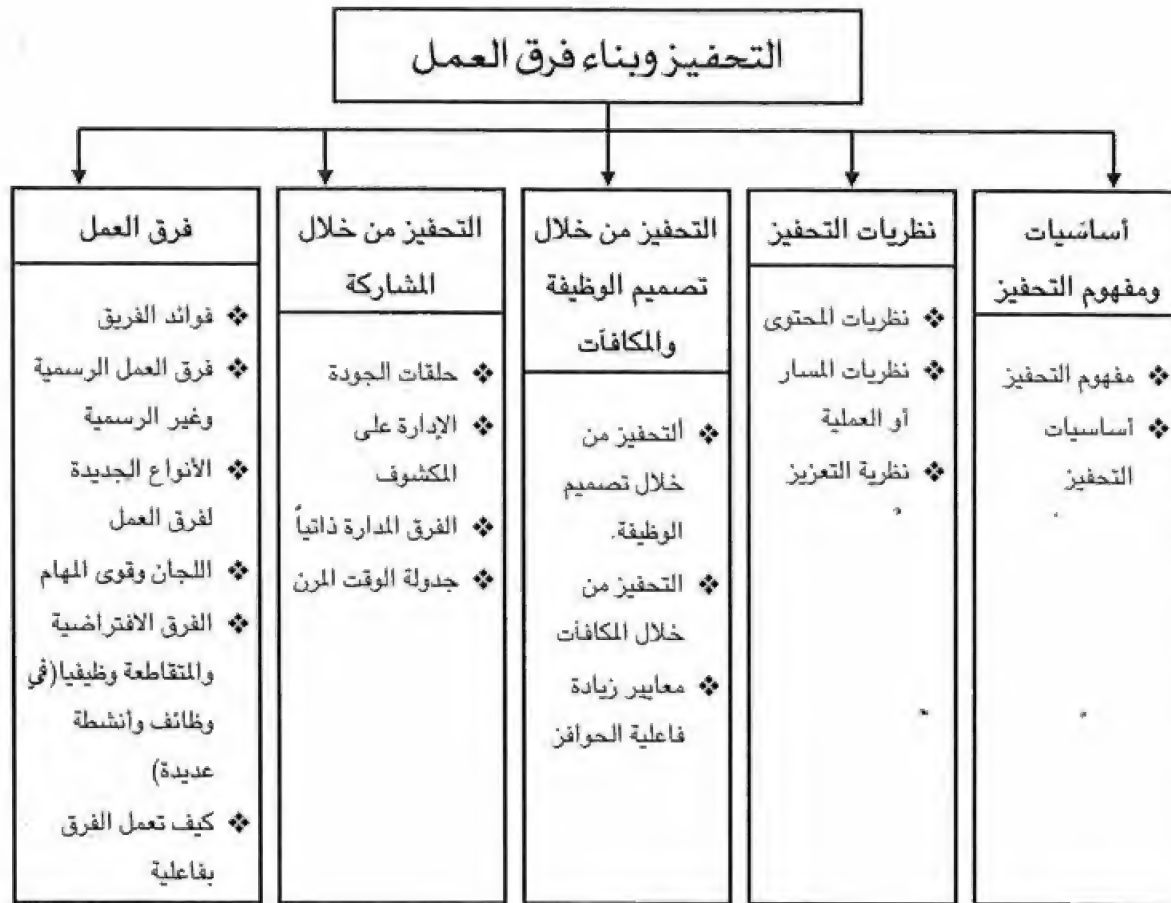 التحفيز وبناء فرق العمل
أساسيات
ومفهوم التحفيز
❖ مفهوم التحفيز
❖ أساسيات
التحفيز
نظريات التحفيز
❖ نظريات المحتوى
❖ نظريات المسار
أو العملية
❖ نظرية التعزيز
التحفيز من خلال
تصميم الوظيفة
والمكافآت
❖ التحفيز من
خلال تصميم
الوظيفة.
❖ التحفيز من
خلال المكافآت
❖ معايير زيادة
فاعلية الحوافز
التحفيز من خلال
المشاركة
❖ حلقات الجودة
❖ الإدارة على
المكشوف
❖ الفرق المدارة ذاتياً
❖ جدولة الوقت المرن
فرق العمل
❖ فوائد الفريق
❖ فرق العمل الرسمية
وغير الرسمية
❖ الأنواع الجديدة
لفرق العمل
❖ اللجان وقوى المهام
❖ الفرق الافتراضية
والمتقاطعة وظيفيا(في
وظائف وأنشطة
عديدة)
❖ كيف تعمل الفرق
بفاعلية